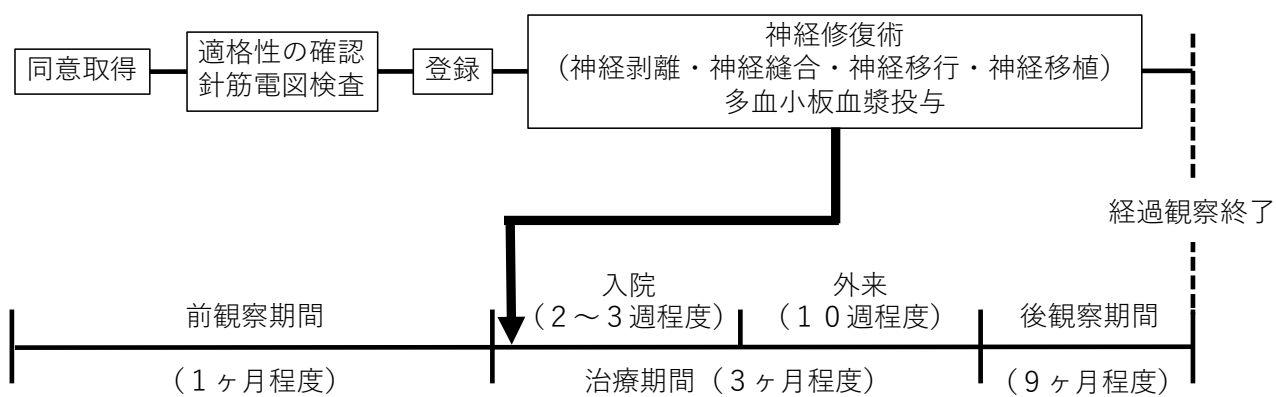 同意取得
適格性の確認
針筋電図検査
登録
神経修復術
（神経剥離・神経縫合・神経移行・神経移植）
多血小板血漿投与
経過観察終了
前観察期間
入院
（２～３週程度）
外来
（１０週程度）
後観察期間
（１ヶ月程度）
治療期間（３ヶ月程度）
（９ヶ月程度）